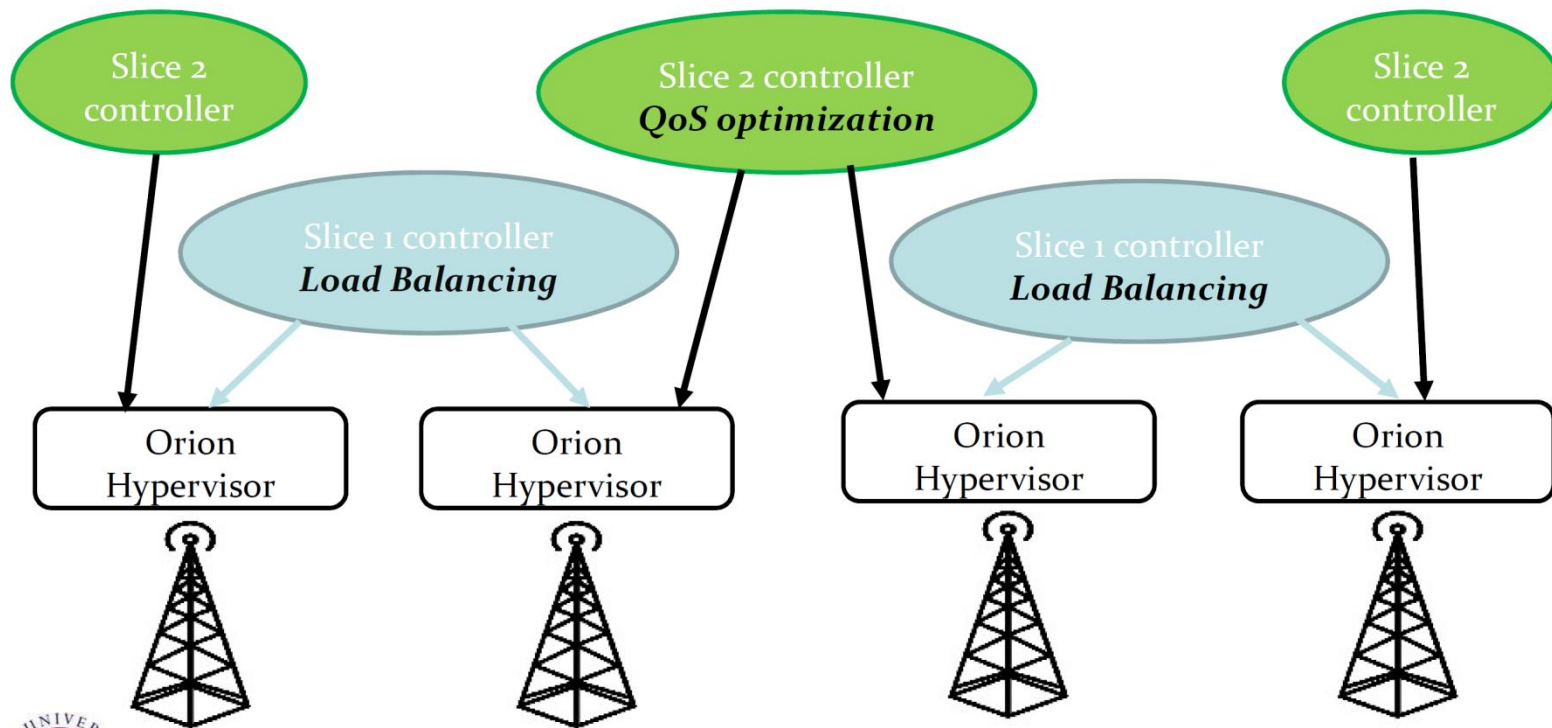 Slice 2
controller
Slice 2 controller
QoS optimization
Slice 2
controller
Slice 1 controller
Load Balancing
Slice 1 controller
Load Balancing
Orion
Hypervisor
Orion
Hypervisor
Orion
Hypervisor
Orion
Hypervisor